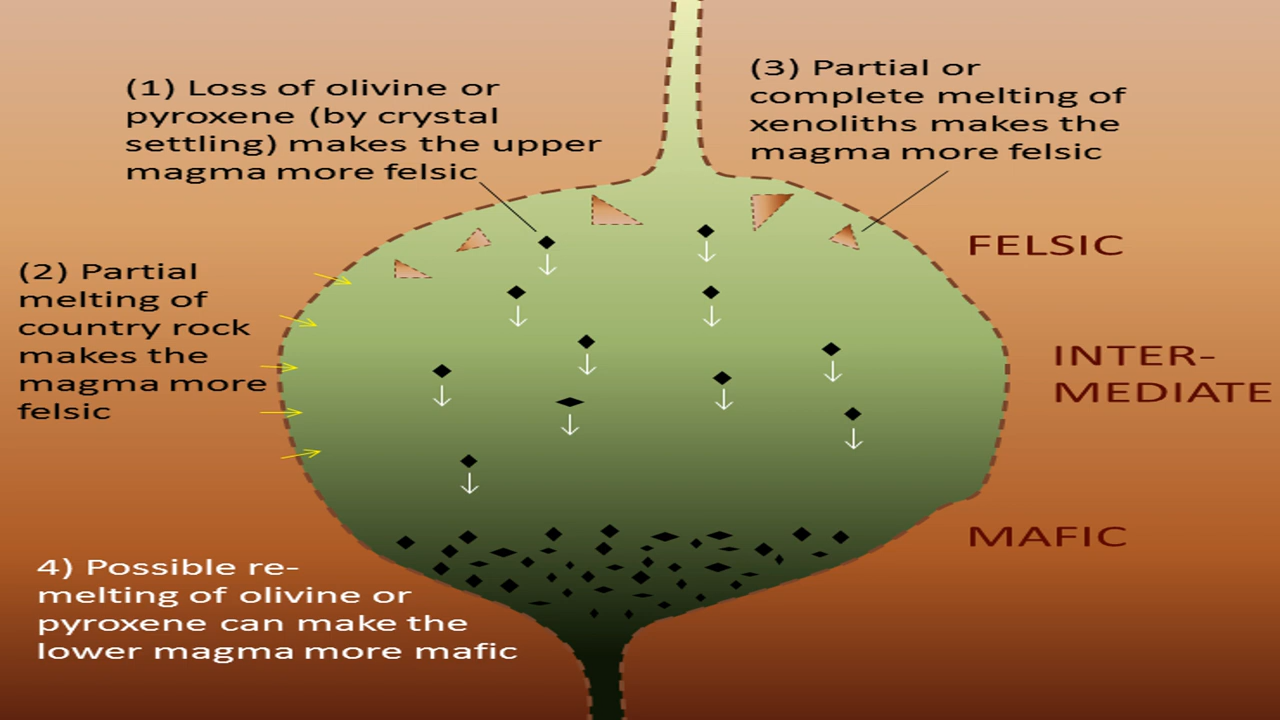 (1) Loss of olivine or
pyroxene (by crystal
settling) makes the upper
magma more felsic
(3) Partial or
complete melting of
xenoliths makes the
magma more felsic
FELSIC
(2) Partial
melting of
country rock
makes the
magma more
felsic
INTER-
MEDIATE
MAFIC
4) Possible re-
melting of olivine or
pyroxene can make the
lower magma more mafic